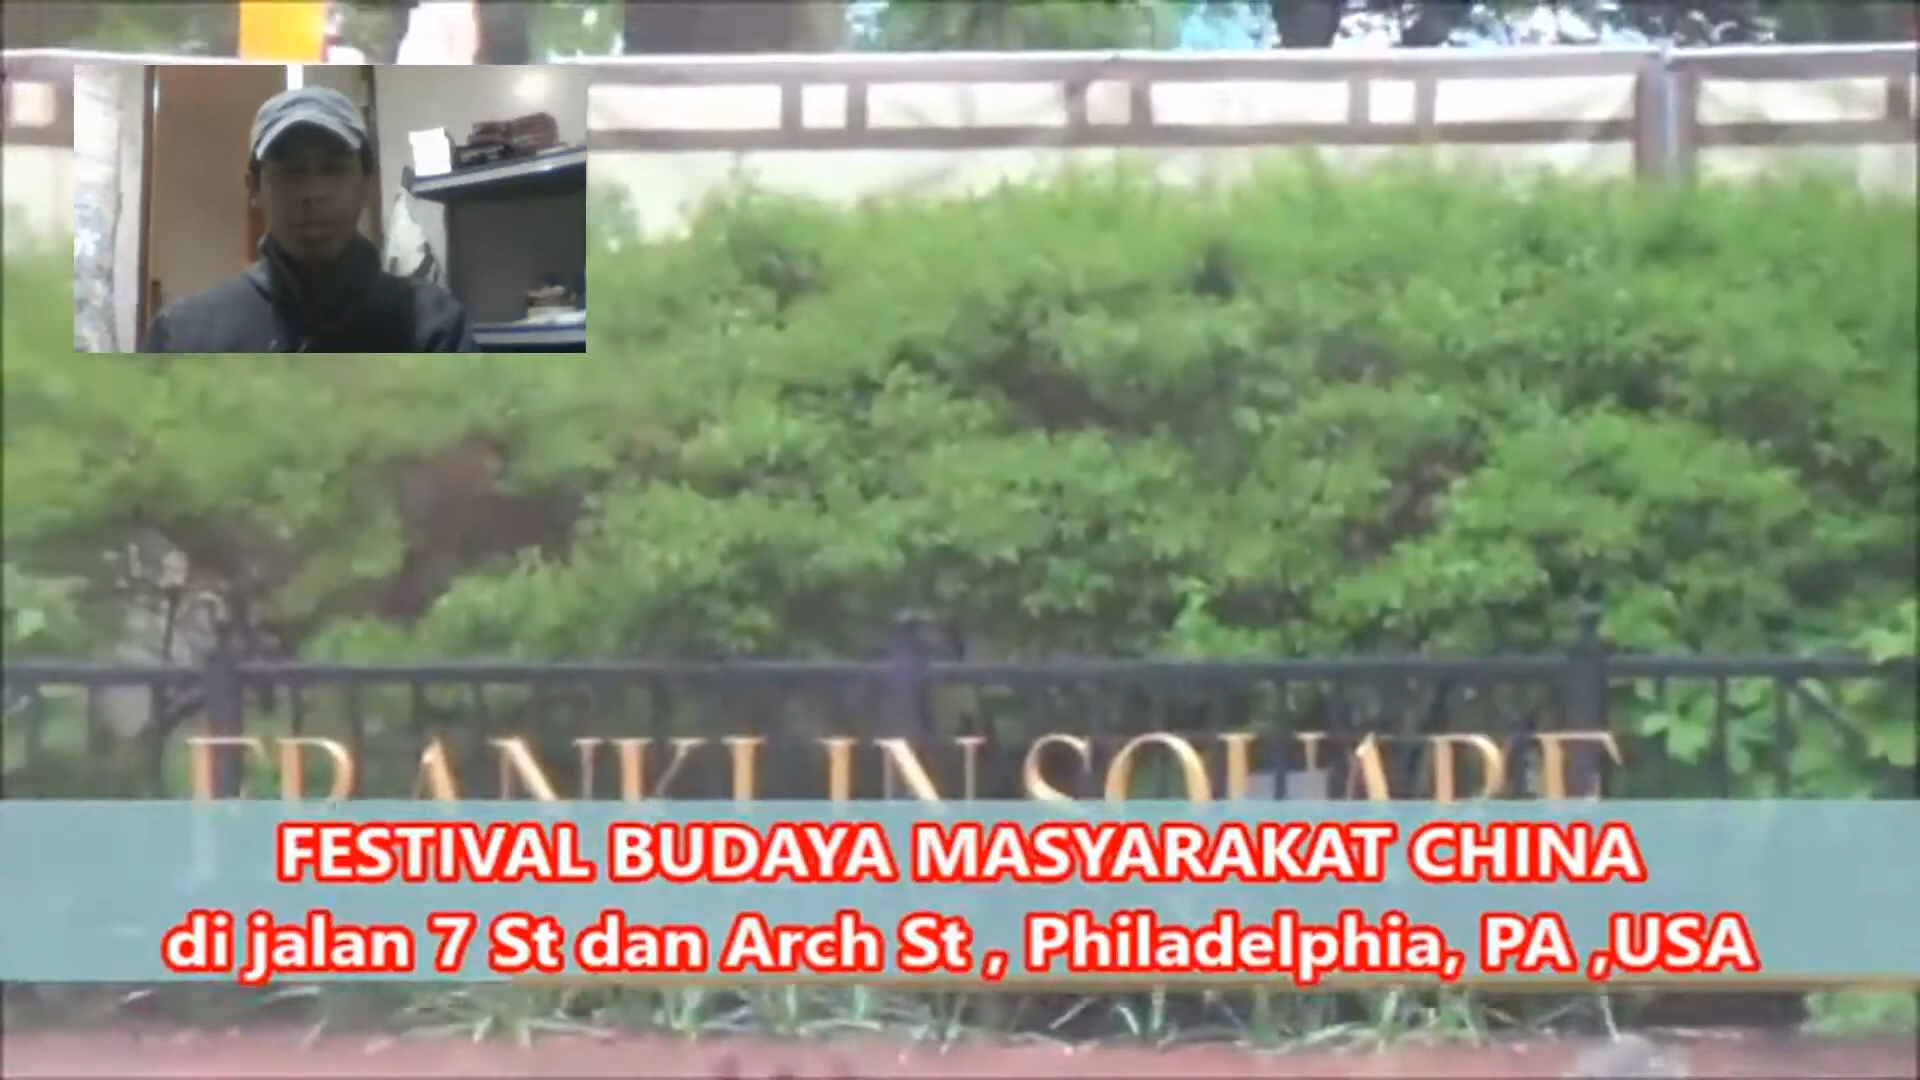 FRANKLIN SQUARE
FESTIVAL BUDAYA MASYARAKAT CHINA
di jalan 7 St dan Arch St , Philadelphia, PA ,USA